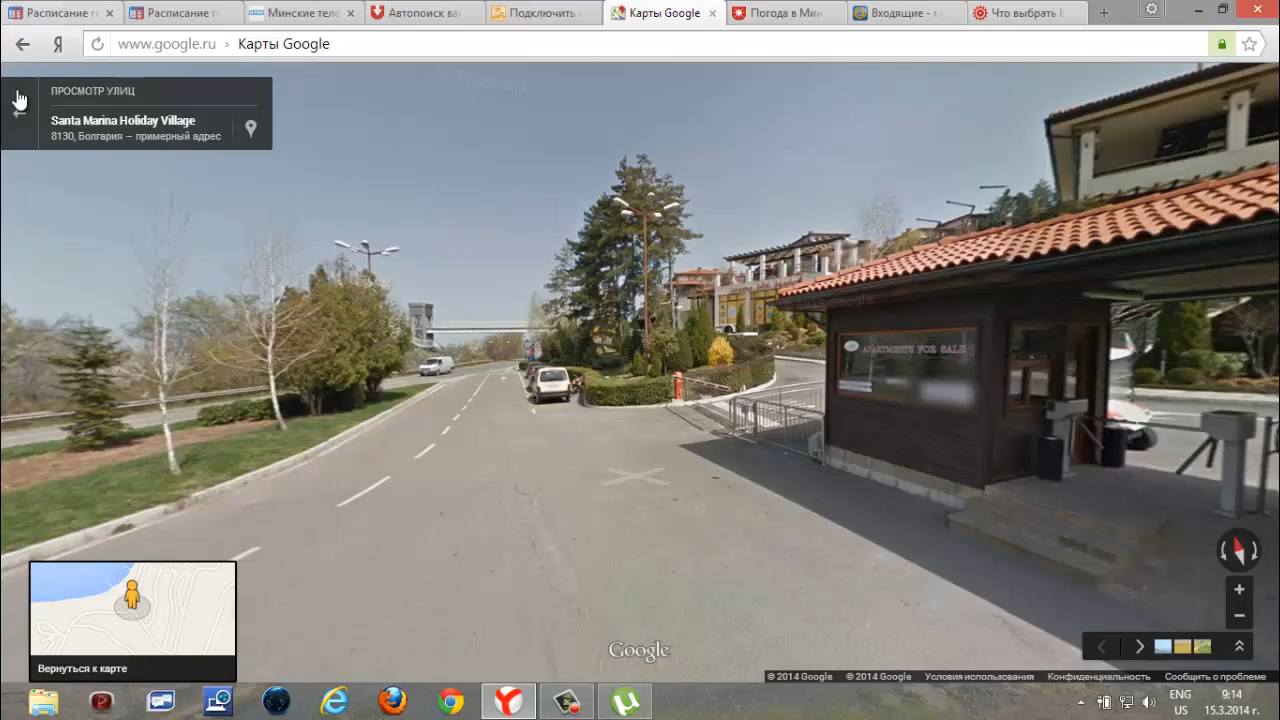 Расписание го
Расписание го
Минские теле
Автопоиск ва
Подключить
Карты Google
Погода в Мин
Входящие – г.
Что выбрать
www.google.ru › Карты Google
ПРОСМОТР УЛИЦ
Santa Marina Holiday Village
8130, Болгария – примерный адрес
APARTMENTS FOR SALE
Google
Вернуться к карте
© 2014 Google © 2014 Google Условия использования Конфиденциальность Сообщить о проблеме
ENG 9:14
US 15.3.2014 г.